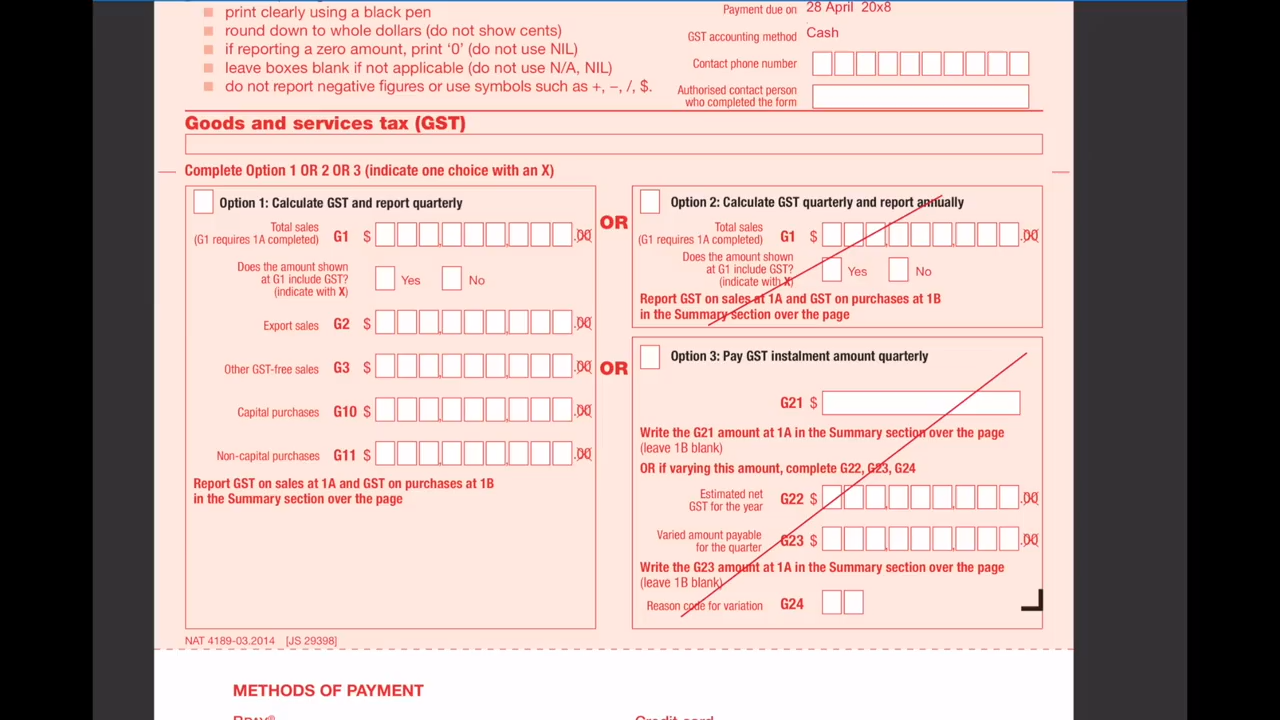 print clearly using a black pen
round down to whole dollars (do not show cents)
if reporting a zero amount, print ‘0’ (do not use NIL)
leave boxes blank if not applicable (do not use N/A, NIL)
do not report negative figures or use symbols such as +, −, /, $.
Payment due on 28 April 20x8
GST accounting method Cash
Contact phone number
Authorised contact person
who completed the form
Goods and services tax (GST)
Complete Option 1 OR 2 OR 3 (indicate one choice with an X)
Option 1: Calculate GST and report quarterly
Total sales
(G1 requires 1A completed) G1 $ .00
Does the amount shown
at G1 include GST?
(indicate with X) Yes No
Export sales G2 $ .00
Other GST-free sales G3 $ .00
Capital purchases G10 $ .00
Non-capital purchases G11 $ .00
Report GST on sales at 1A and GST on purchases at 1B
in the Summary section over the page
OR
Option 2: Calculate GST quarterly and report annually
Total sales
(G1 requires 1A completed) G1 $ .00
Does the amount shown
at G1 include GST?
(indicate with X) Yes No
Report GST on sales at 1A and GST on purchases at 1B
in the Summary section over the page
OR
Option 3: Pay GST instalment amount quarterly
G21 $
Write the G21 amount at 1A in the Summary section over the page
(leave 1B blank)
OR if varying this amount, complete G22, G23, G24
Estimated net
GST for the year G22 $ .00
Varied amount payable
for the quarter G23 $ .00
Write the G23 amount at 1A in the Summary section over the page
(leave 1B blank)
Reason code for variation G24
NAT 4189-03.2014 [JS 29398]
METHODS OF PAYMENT
BPAY®
Credit card